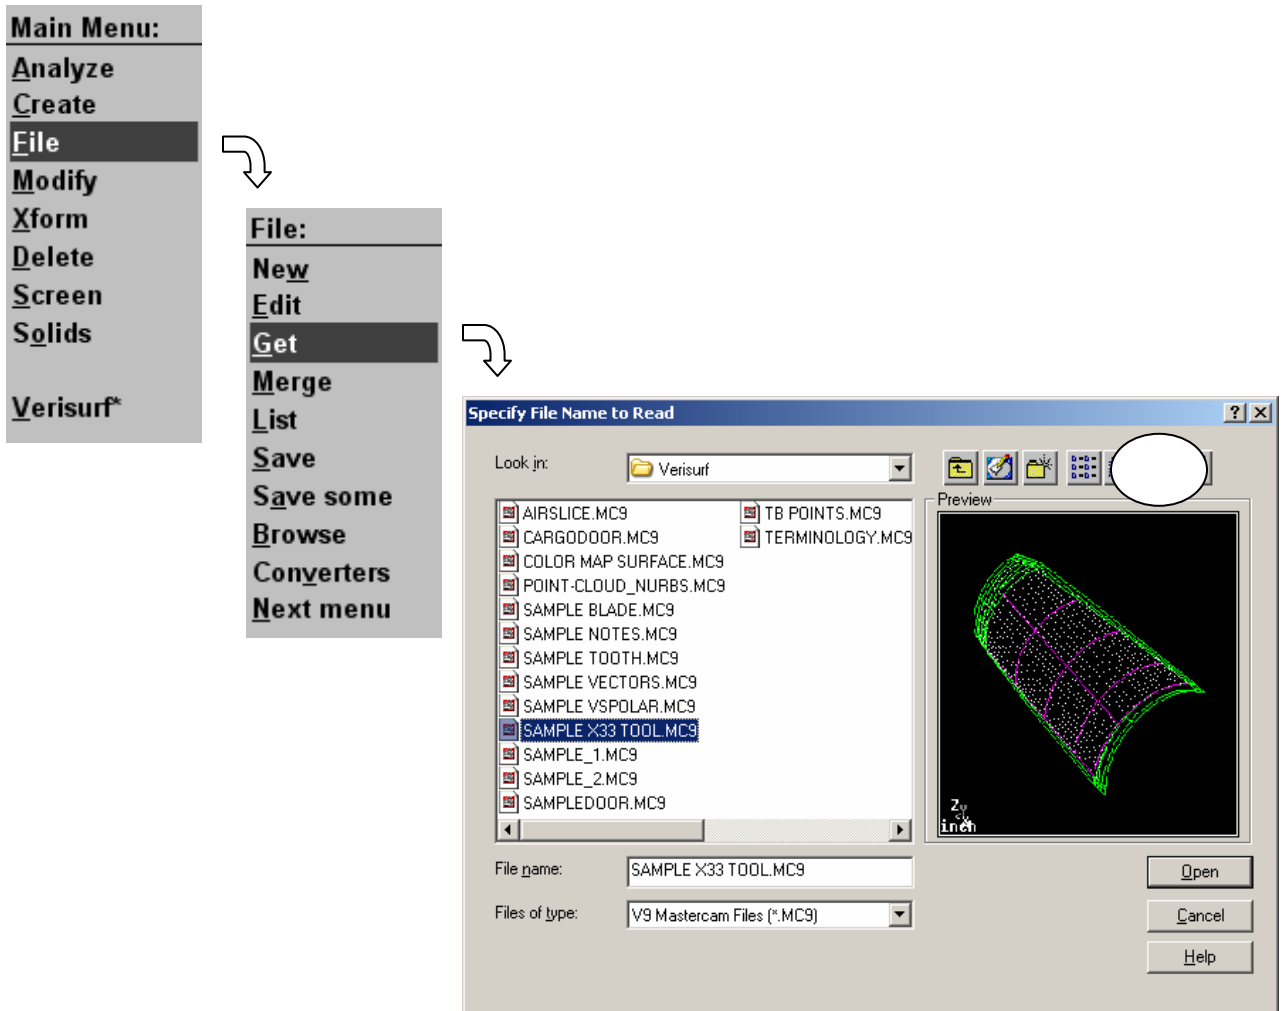 Main Menu:
Analyze
Create
File
Modify
Xform
Delete
Screen
Solids
Verisurf*
File:
New
Edit
Get
Merge
List
Save
Save some
Browse
Converters
Next menu
Specify File Name to Read
Look in:
Verisurf
AIRSLICE.MC9
CARGODOOR.MC9
COLOR MAP SURFACE.MC9
POINT-CLOUD_NURBS.MC9
SAMPLE BLADE.MC9
SAMPLE NOTES.MC9
SAMPLE TOOTH.MC9
SAMPLE VECTORS.MC9
SAMPLE VSPOLAR.MC9
SAMPLE X33 TOOL.MC9
SAMPLE_1.MC9
SAMPLE_2.MC9
SAMPLEDOOR.MC9
TB POINTS.MC9
TERMINOLOGY.MC9
Preview
Z
inch
File name:
SAMPLE X33 TOOL.MC9
Open
Files of type:
V9 Mastercam Files (*.MC9)
Cancel
Help